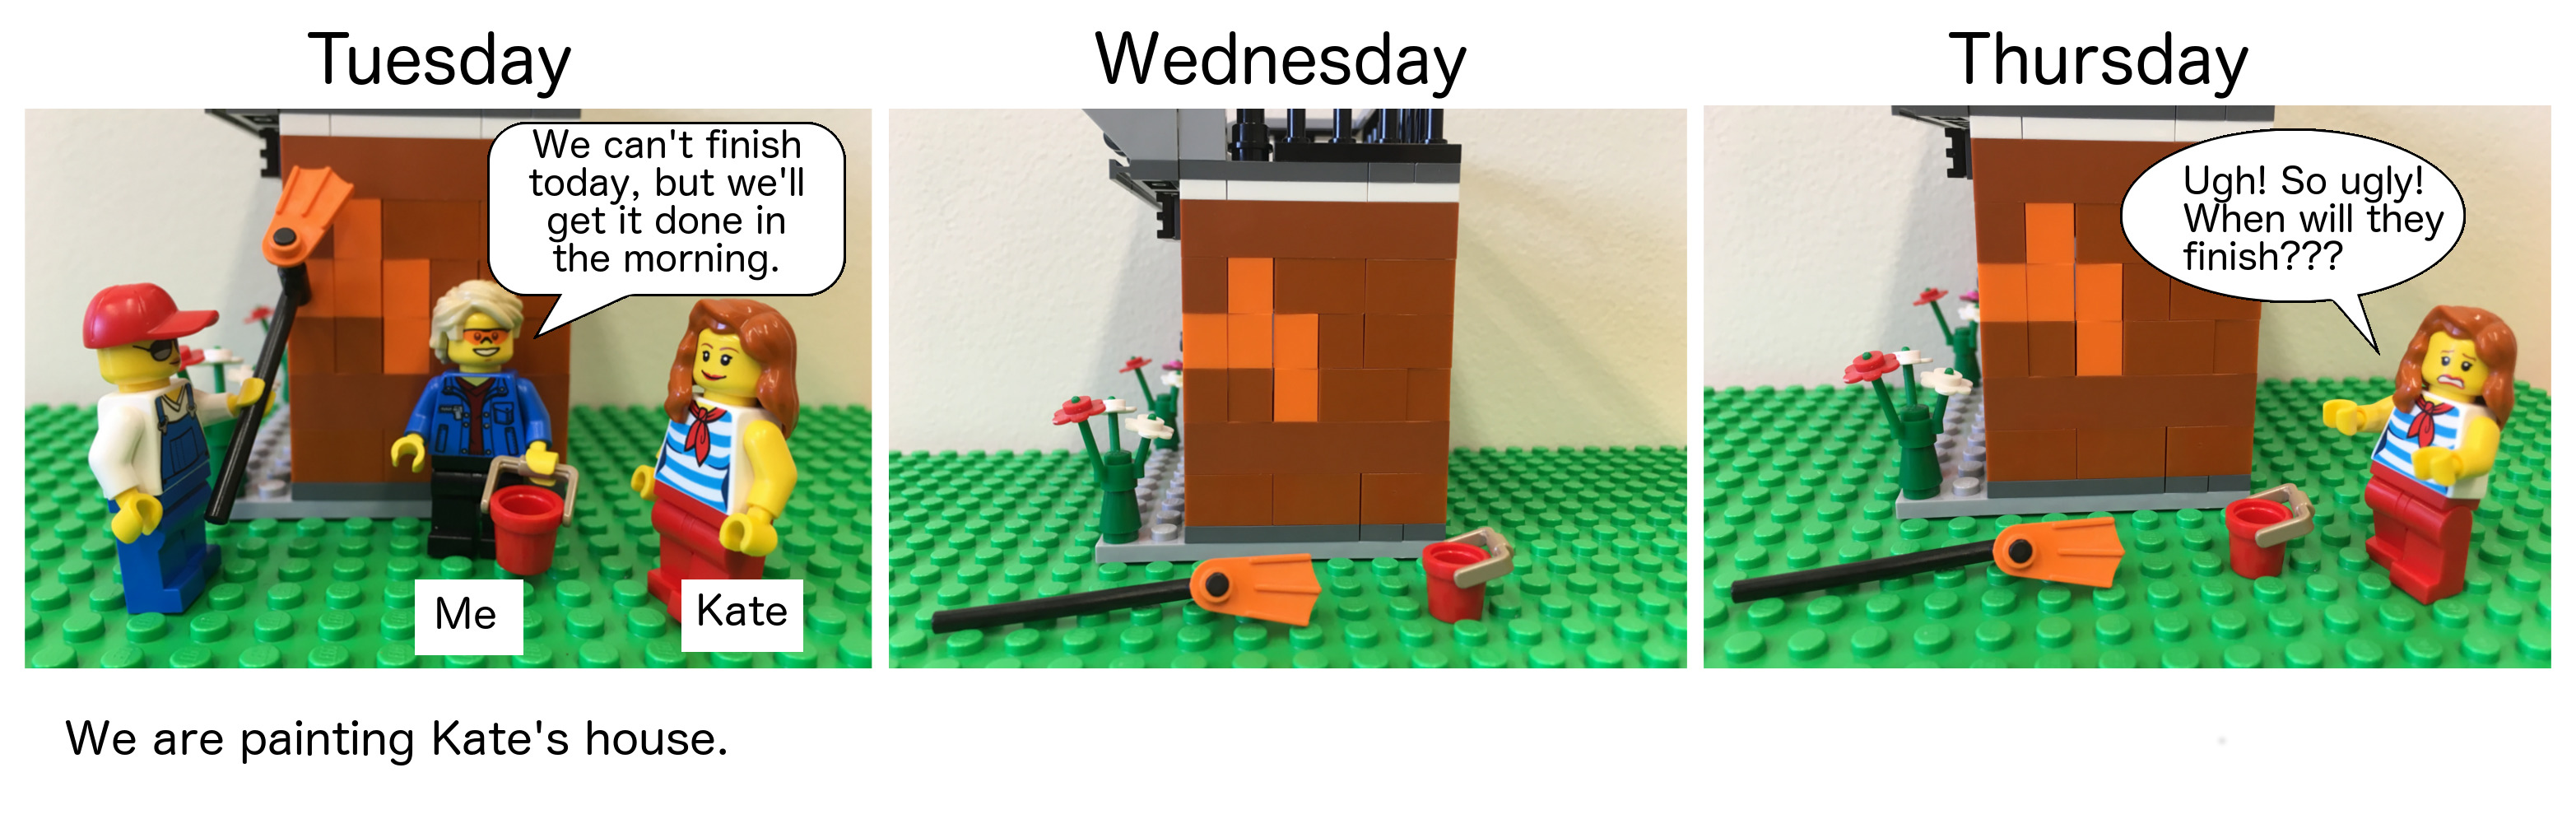 Tuesday
We can't finish
today, but we'll
get it done in
the morning.
Me
Kate
We are painting Kate's house.
Wednesday
Thursday
Ugh! So ugly!
When will they
finish???